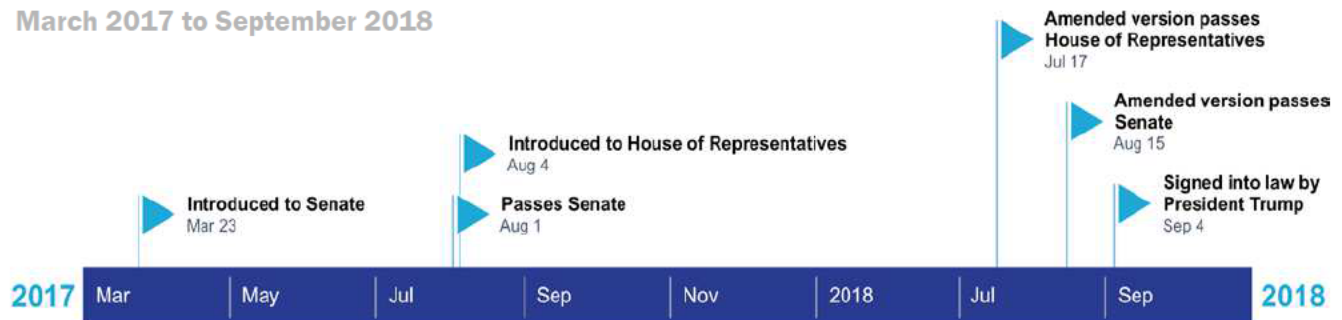 March 2017 to September 2018
Amended version passes
House of Representatives
Jul 17
Amended version passes
Senate
Aug 15
Introduced to House of Representatives
Aug 4
Signed into law by
President Trump
Sep 4
Introduced to Senate
Mar 23
Passes Senate
Aug 1
2017 Mar May Jul Sep Nov 2018 Jul Sep 2018